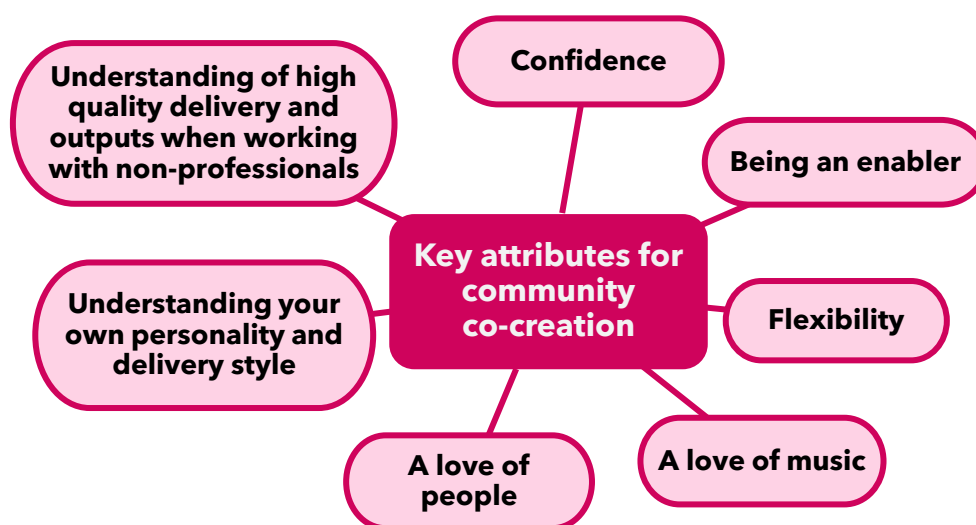 Confidence
Understanding of high
quality delivery and
outputs when working
with non-professionals
Being an enabler
Key attributes for
community
co-creation
Understanding your
own personality and
delivery style
Flexibility
A love of
people
A love of music